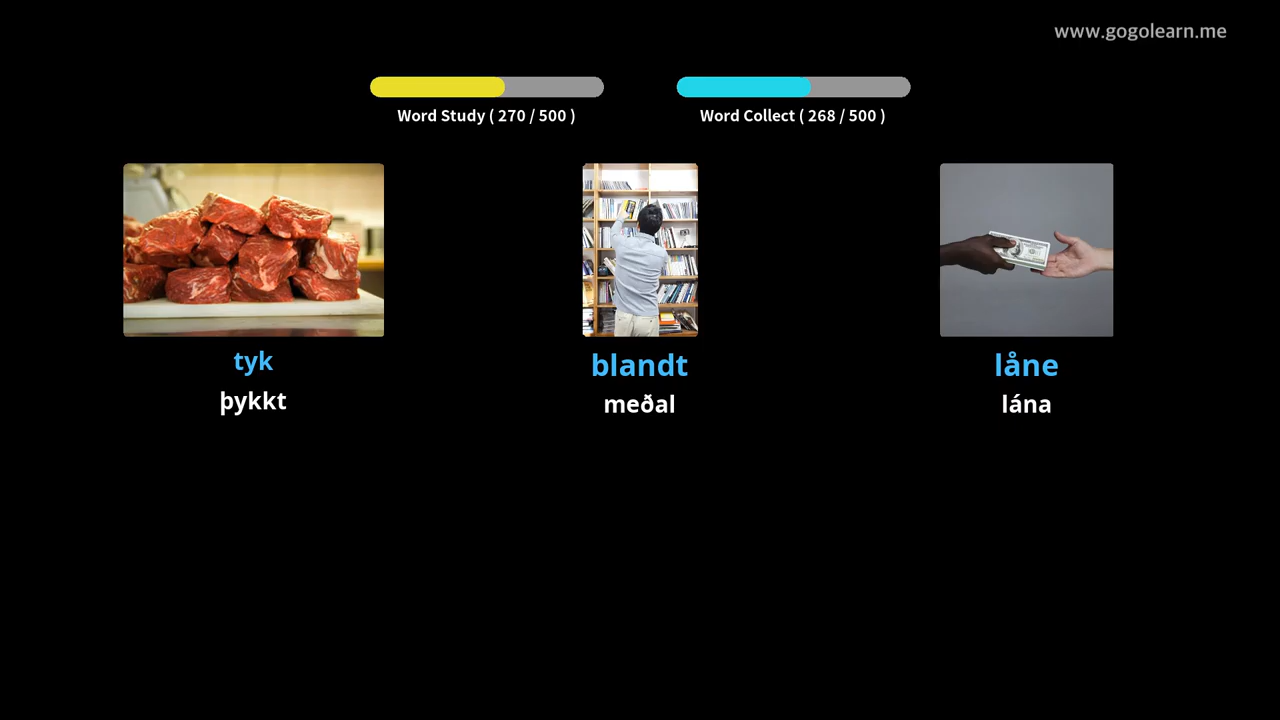 www.gogolearn.me
Word Study ( 270 / 500 )
Word Collect ( 268 / 500 )
tyk
þykkt
blandt
meðal
låne
lána